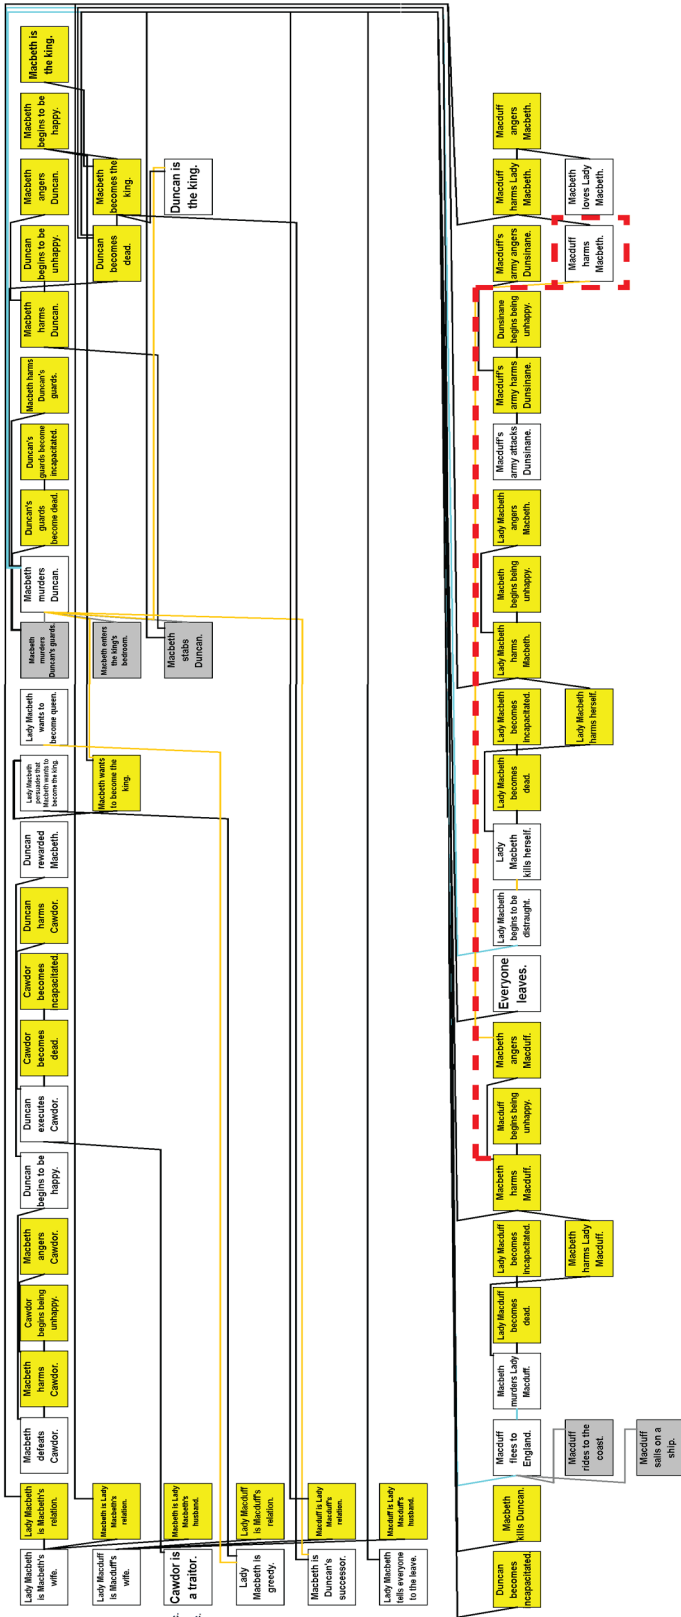 Macbeth is
the king.
Macbeth
begins to be
happy.
Macbeth
angers
Duncan.
Macbeth
becomes the
king.
Duncan is
the king.
Duncan
begins to be
unhappy.
Duncan
becomes
dead.
Macbeth
harms
Duncan.
Macbeth harms
Duncan's
guards.
Duncan's
guards become
incapacitated.
Duncan's
guards
become dead.
Macbeth
murders
Duncan.
Macbeth
murders
Duncan's guards.
Macbeth enters
the king's
bedroom.
Macbeth
stabs
Duncan.
Lady Macbeth
wants to
become queen.
Lady Macbeth
persuades that
Macbeth wants to
become the king.
Macbeth wants
to become the
king.
Duncan
rewarded
Macbeth.
Duncan
harms
Cawdor.
Cawdor
becomes
ncapacitated.
Cawdor
becomes
dead.
Duncan
executes
Cawdor.
Duncan
begins to be
happy.
Macbeth
angers
Cawdor.
Cawdor
begins being
unhappy.
Macbeth
harms
Cawdor.
Macbeth
defeats
Cawdor.
Lady Macbeth
is Macbeth's
relation.
Macbeth is Lady
Macbeth's
relation.
Macbeth is Lady
Macbeth's
husband.
Lady Macduff
is Macduff's
relation.
Macduff is Lady
Macduff's
relation.
Macduff is Lady
Macduff's
husband.
Lady Macbeth
is Macbeth's
wife.
Lady Macduff
is Macduff's
wife.
Cawdor is
a traitor.
Lady
Macbeth is
greedy.
Macbeth is
Duncan's
successor.
Lady Macbeth
tells everyone
to the leave.
Macduff
angers
Macbeth.
Macduff
harms Lady
Macbeth.
Macbeth
loves Lady
Macbeth.
Macduff's
army angers
Dunsinane.
Macduff
harms
Macbeth.
Dunsinane
begins being
unhappy.
Macduff's
army harms
Dunsinane.
Macduff's
army attacks
Dunsinane.
Lady Macbeth
angers
Macbeth.
Macbeth
begins being
unhappy.
Lady Macbeth
harms
Macbeth.
Lady Macbeth
becomes
incapacitated.
Lady Macbeth
harms herself.
Lady Macbeth
becomes
dead.
Lady
Macbeth
kills herself.
Lady Macbeth
begins to be
distraught.
Everyone
leaves.
Macbeth
angers
Macduff.
Macduff
begins being
unhappy.
Macbeth
harms
Macduff.
Lady Macduff
becomes
incapacitated.
Macbeth
harms Lady
Macduff.
Lady Macduff
becomes
dead.
Macbeth
murders Lady
Macduff.
Macduff
flees to
England.
Macduff
rides to the
coast.
Macduff
sails on a
ship.
Macbeth
kills Duncan.
Duncan
becomes
ncapacitated.